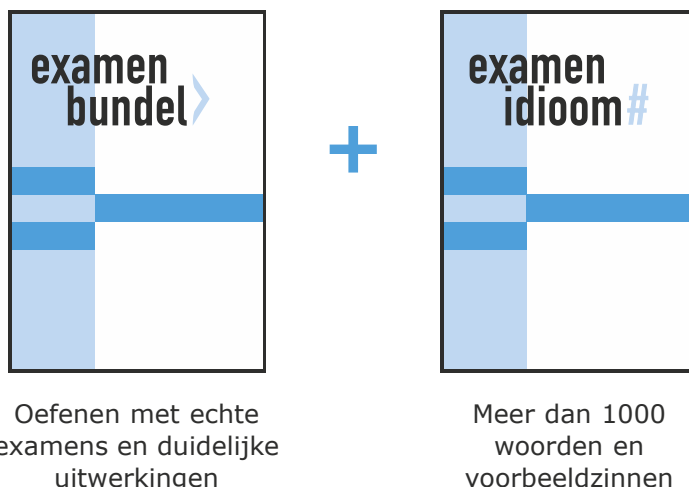 examen
bundel>
+
examen
idioom#
Oefenen met echte
examens en duidelijke
uitwerkingen
Meer dan 1000
woorden en
voorbeeldzinnen